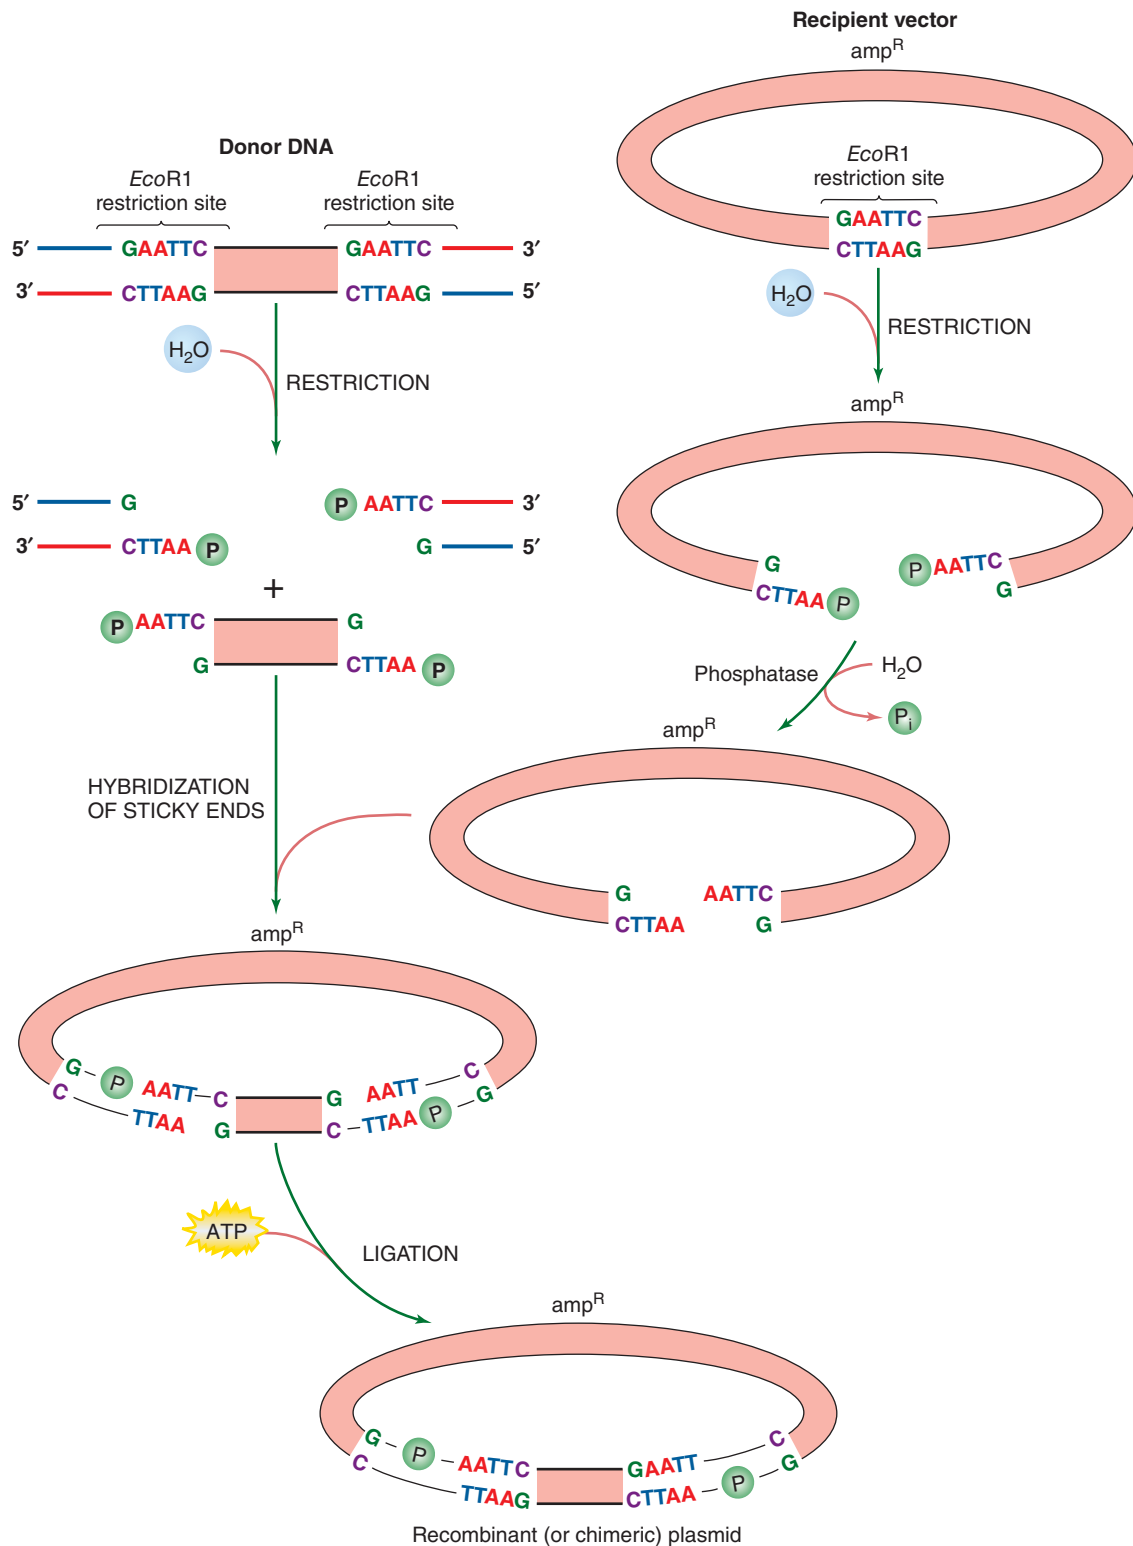 Recipient vector
ampR
EcoR1
restriction site
GAATTC
CTTAAG
H2O
RESTRICTION
Donor DNA
EcoR1
restriction site
EcoR1
restriction site
5′ GAATTC GAATTC 3′
3′ CTTAAG CTTAAG 5′
H2O
RESTRICTION
ampR
G
CTTAA P
P AATTC
G
5′ G P AATTC 3′
3′ CTTAA P G 5′
+
P AATTC G
G CTTAA P
Phosphatase
H2O
Pi
ampR
G AATTC
CTTAA G
HYBRIDIZATION
OF STICKY ENDS
ampR
G P AATT C G AATT C
C TTAA G C TTAA P G
ATP
LIGATION
ampR
G P AATTC GAATT C
C TTAAG CTTAA P G
Recombinant (or chimeric) plasmid